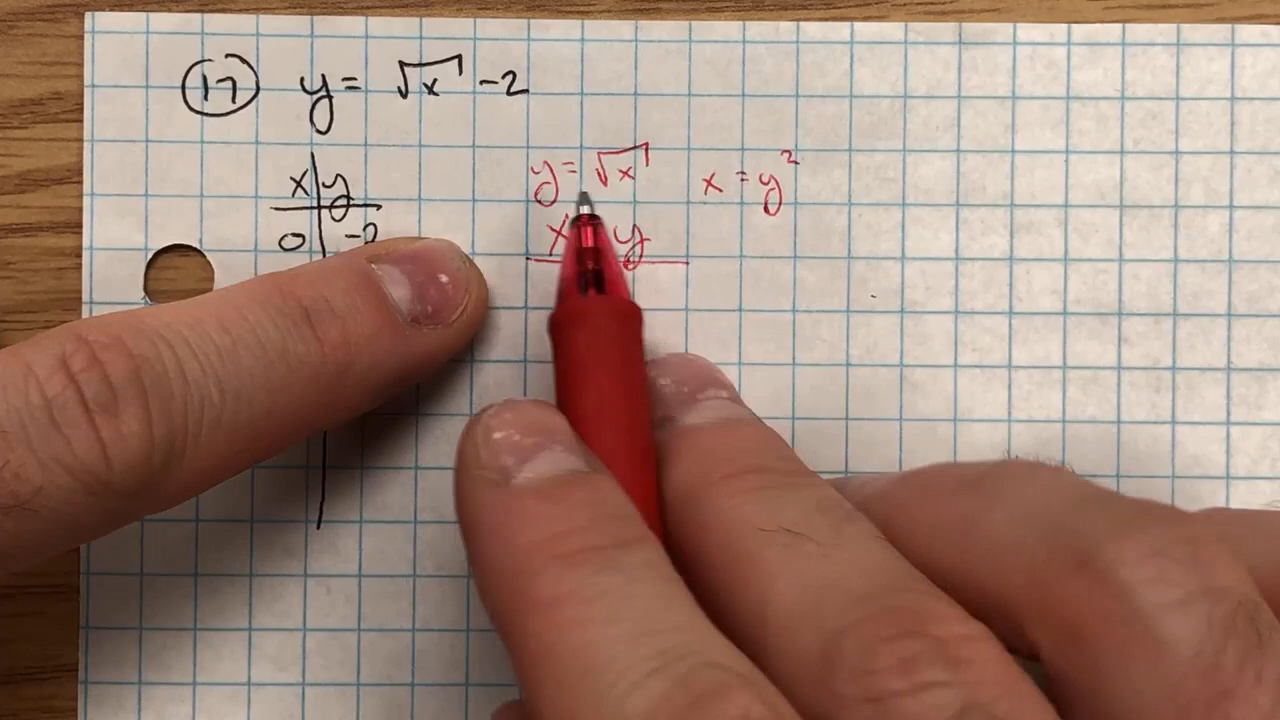 17 y = √x - 2
y = √x x = y²
x y
0 -2
x y